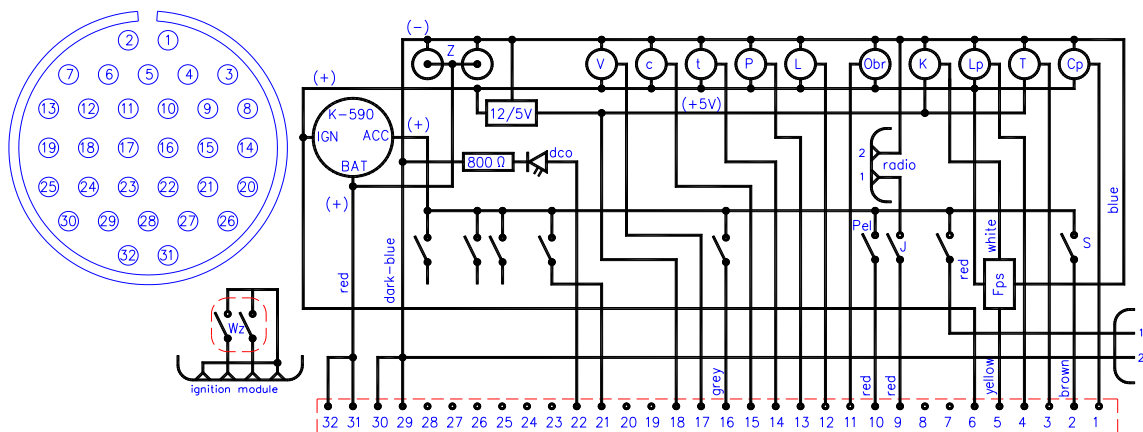 2 1
7 6 5 4 3
13 12 11 10 9 8
19 18 17 16 15 14
25 24 23 22 21 20
30 29 28 27 26
32 31
Wz
ignition module
(-)
Z
V c t P L Obr K Lp T Cp
(+)
12/5V
(+5V)
K-590
IGN ACC
BAT
(+)
(+)
800 Ω
dco
2
radio
1
blue
red
dark-blue
Pel
J
red
white
S
Fps
grey
red
red
yellow
brown
1
2
32 31 30 29 28 27 26 25 24 23 22 21 20 19 18 17 16 15 14 13 12 11 10 9 8 7 6 5 4 3 2 1